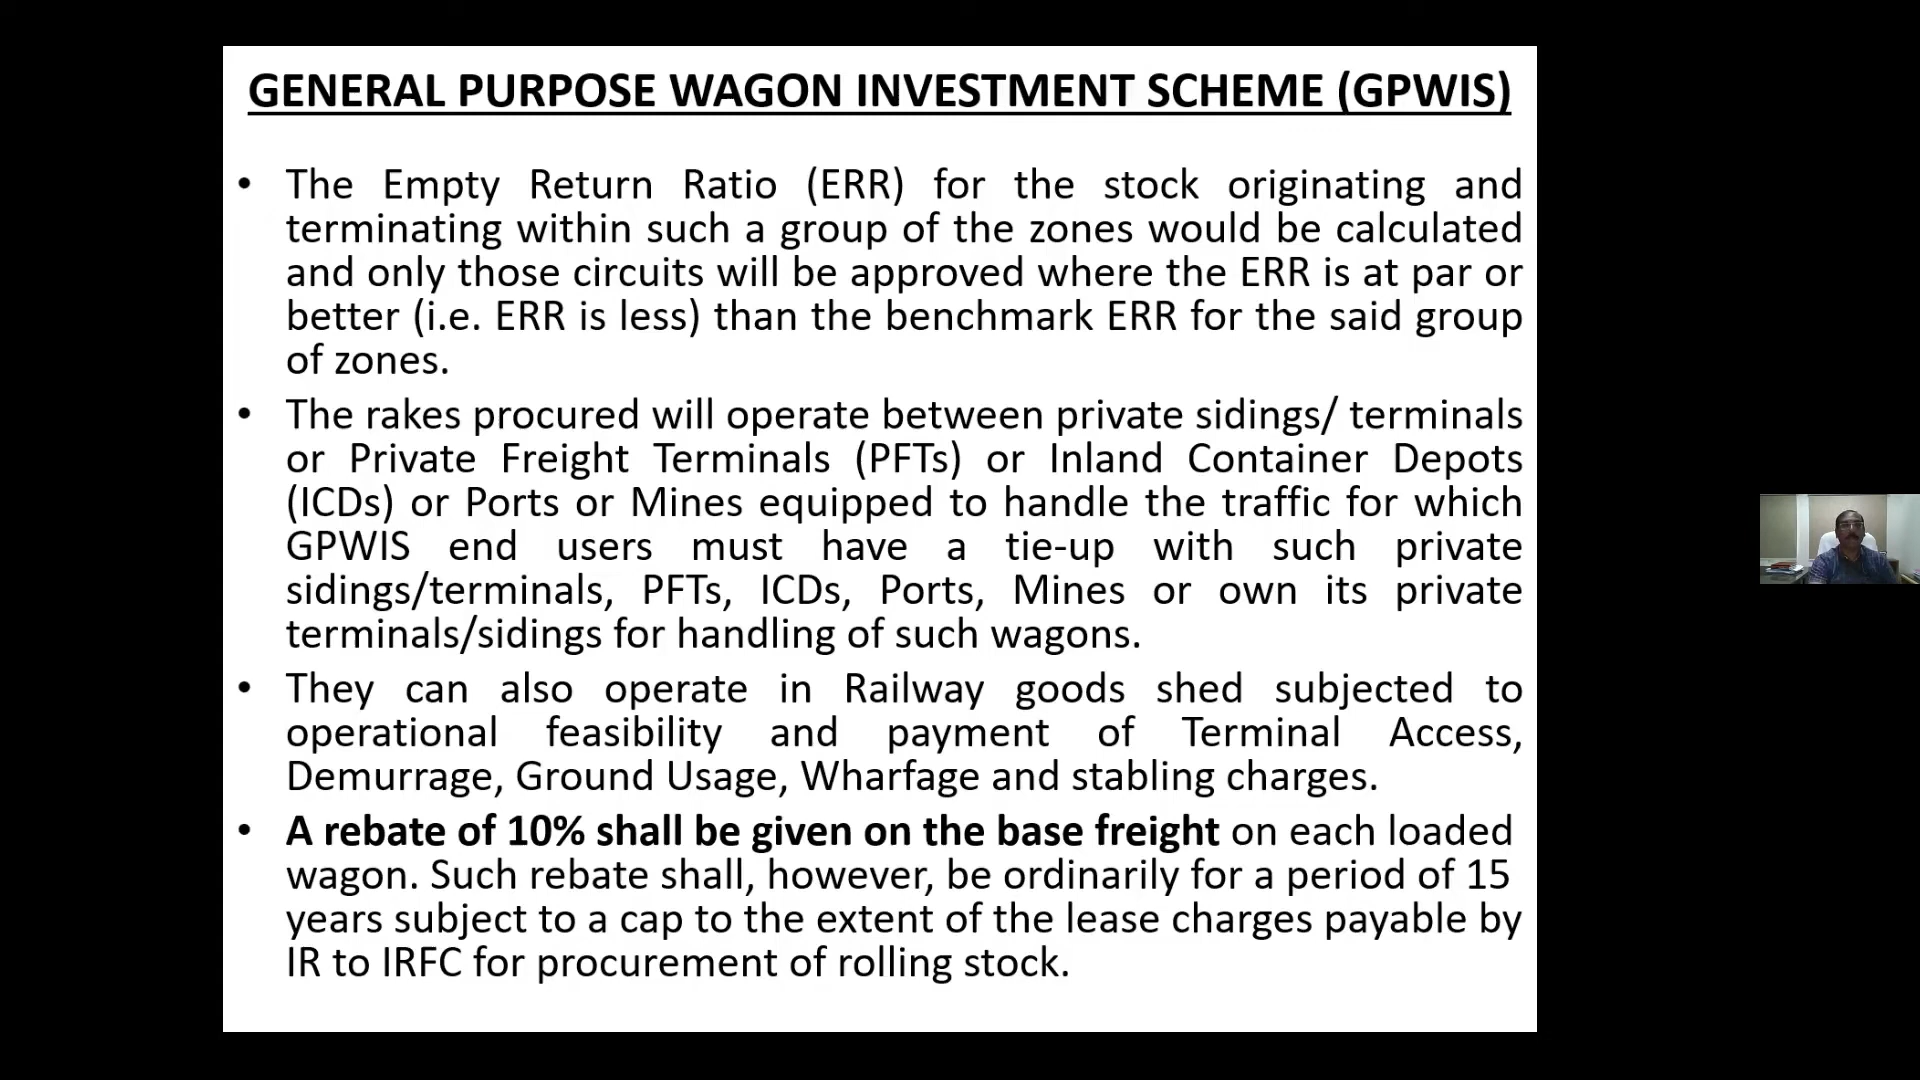 GENERAL PURPOSE WAGON INVESTMENT SCHEME (GPWIS)
• The Empty Return Ratio (ERR) for the stock originating and
terminating within such a group of the zones would be calculated
and only those circuits will be approved where the ERR is at par or
better (i.e. ERR is less) than the benchmark ERR for the said group
of zones.
• The rakes procured will operate between private sidings/ terminals
or Private Freight Terminals (PFTs) or Inland Container Depots
(ICDs) or Ports or Mines equipped to handle the traffic for which
GPWIS end users must have a tie-up with such private
sidings/terminals, PFTs, ICDs, Ports, Mines or own its private
terminals/sidings for handling of such wagons.
• They can also operate in Railway goods shed subjected to
operational feasibility and payment of Terminal Access,
Demurrage, Ground Usage, Wharfage and stabling charges.
• A rebate of 10% shall be given on the base freight on each loaded
wagon. Such rebate shall, however, be ordinarily for a period of 15
years subject to a cap to the extent of the lease charges payable by
IR to IRFC for procurement of rolling stock.